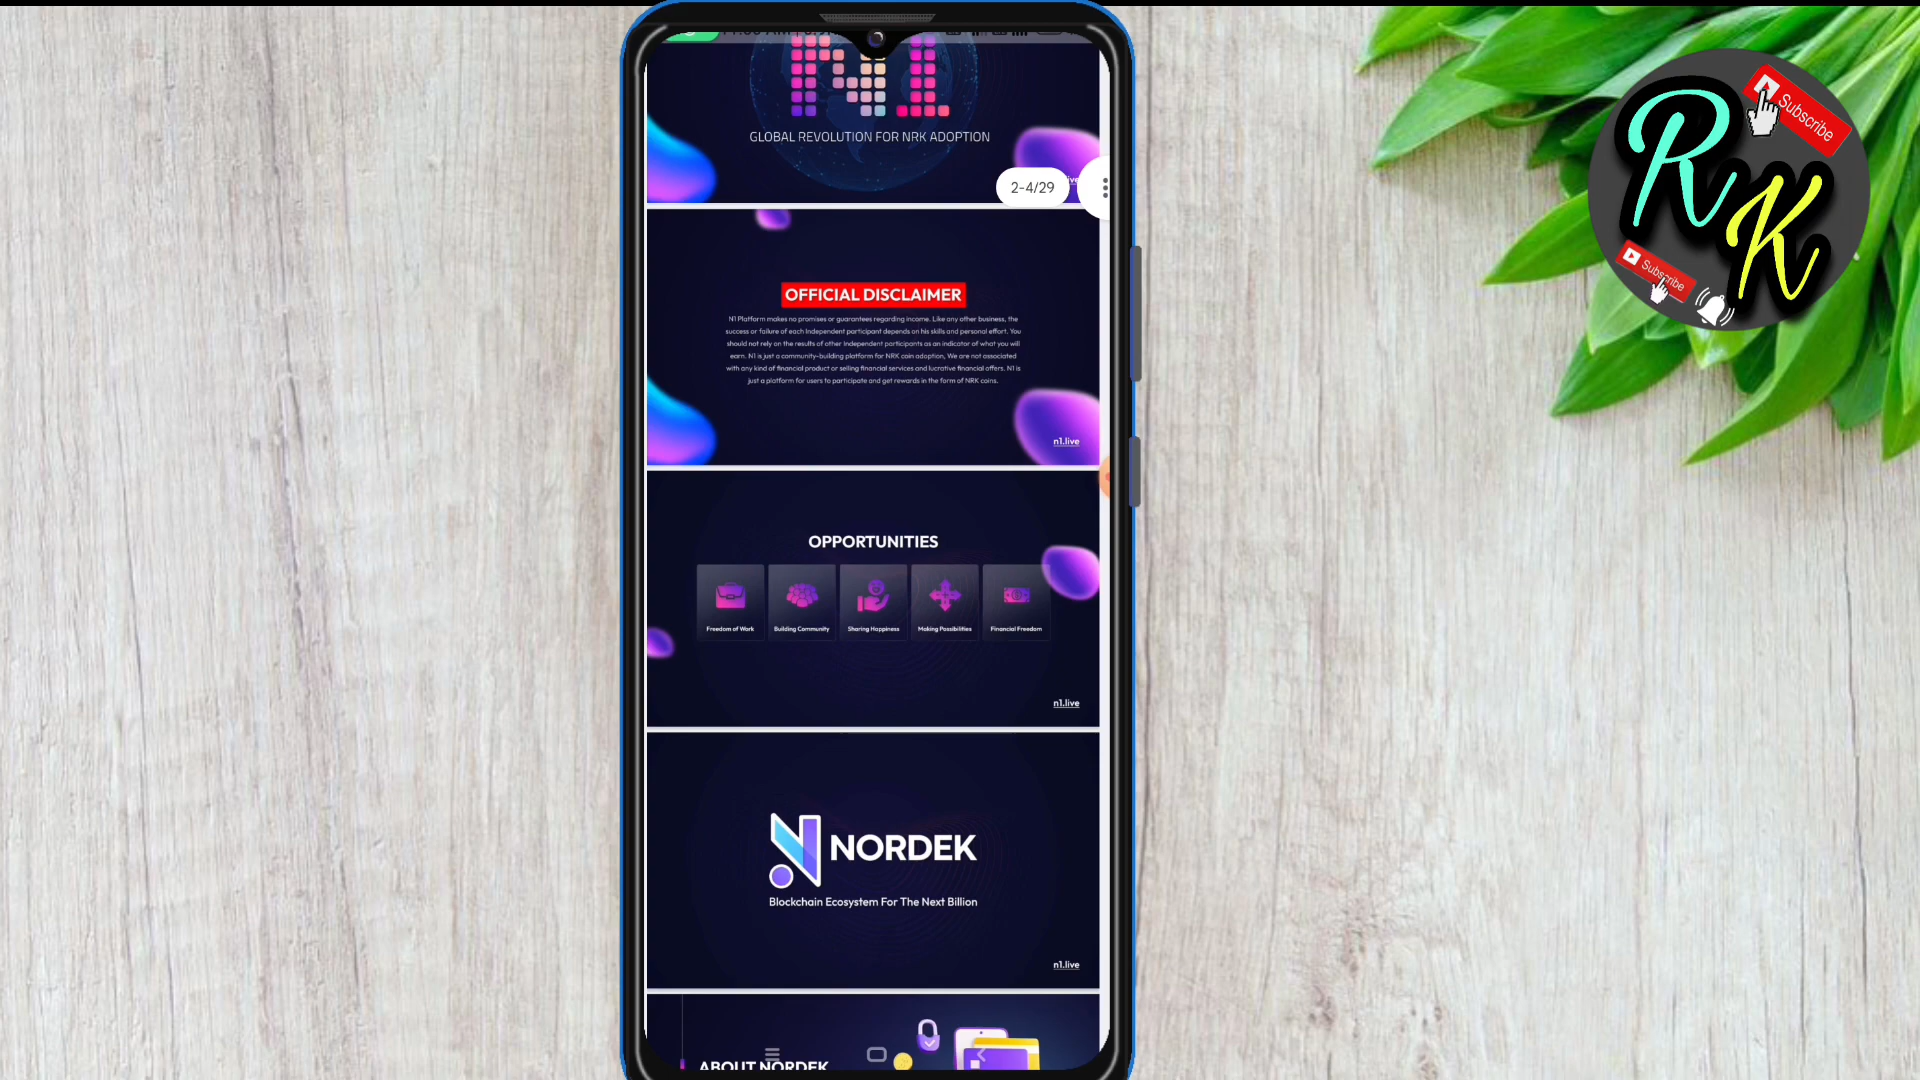 N1
GLOBAL REVOLUTION FOR NRK ADOPTION
2-4/29
OFFICIAL DISCLAIMER
N1 Platform makes no promises or guarantees regarding income. Like any other business, the
success or failure of each Independent participant depends on his skills and personal effort. You
should not rely on the results of other Independent participants as an indicator of what you will
earn. N1 is just a community-building platform for NRK coin adoption, We are not associated
with any kind of financial product or selling financial services and lucrative financial offers. N1 is
just a platform for users to participate and get rewards in the form of NRK coins.
n1.live
OPPORTUNITIES
Freedom of Work
Building Community
Sharing Happiness
Making Possibilities
Financial Freedom
n1.live
NORDEK
Blockchain Ecosystem For The Next Billion
n1.live
ABOUT NORDEK
RK
Subscribe
Subscribe